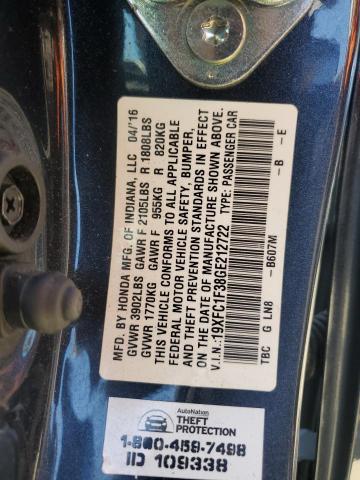 MFD. BY HONDA MFG. OF INDIANA, LLC 04/'16
GVWR 3902LBS GAWR F 2105LBS R 1808LBS
GVWR 1770KG GAWR F 955KG R 820KG
THIS VEHICLE CONFORMS TO ALL APPLICABLE
FEDERAL MOTOR VEHICLE SAFETY, BUMPER,
AND THEFT PREVENTION STANDARDS IN EFFECT
ON THE DATE OF MANUFACTURE SHOWN ABOVE.
V.I.N.:19XFC1F38GE212722 TYPE: PASSENGER CAR
TBC G LN8 -B607M -B -E
AutoNation
THEFT
PROTECTION
1-800-459-7498
ID 109338